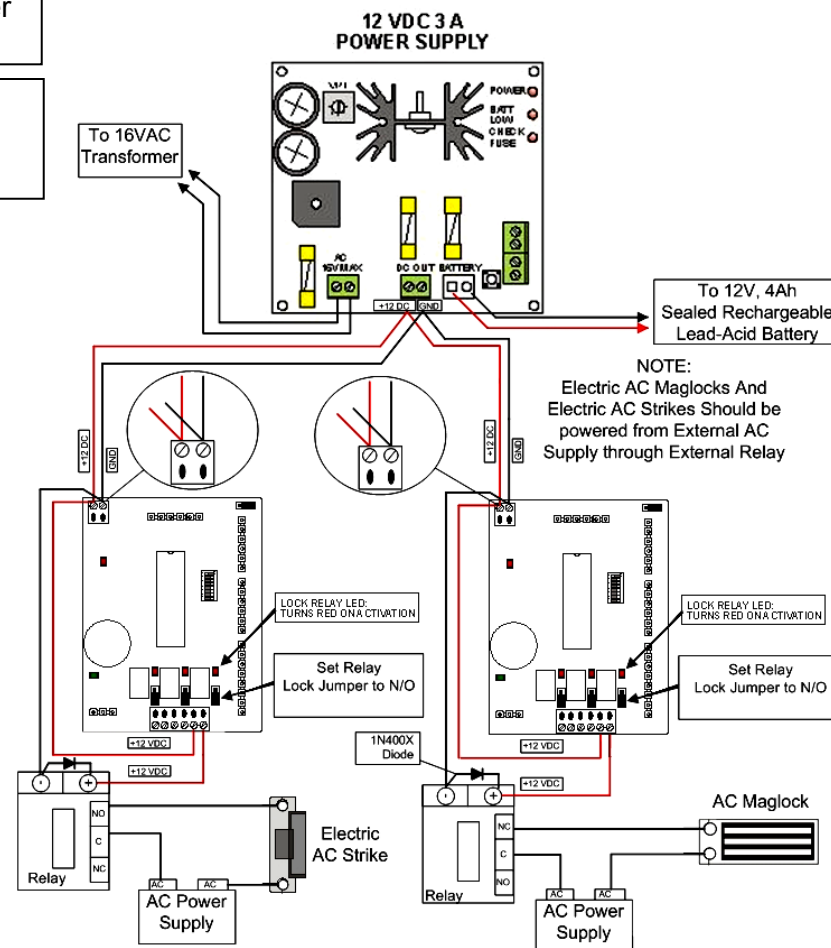 er
12 VDC 3 A
POWER SUPPLY
POWER
BATT
LOW
CHECK
FUSE
To 16VAC
Transformer
AC
16V MAX
DC OUT
BATTERY
+12 DC
GND
To 12V, 4Ah
Sealed Rechargeable
Lead-Acid Battery
NOTE:
Electric AC Maglocks And
Electric AC Strikes Should be
powered from External AC
Supply through External Relay
+12 DC
GND
+12 DC
GND
LOCK RELAY LED:
TURNS RED ON ACTIVATION
Set Relay
Lock Jumper to N/O
LOCK RELAY LED:
TURNS RED ON ACTIVATION
Set Relay
Lock Jumper to N/O
+12 VDC
+12 VDC
1N400X
Diode
+12 VDC
+12 VDC
-
+
NO
C
NC
Relay
Electric
AC Strike
AC
AC
AC Power
Supply
-
+
NC
C
NO
Relay
AC Maglock
AC
AC
AC Power
Supply